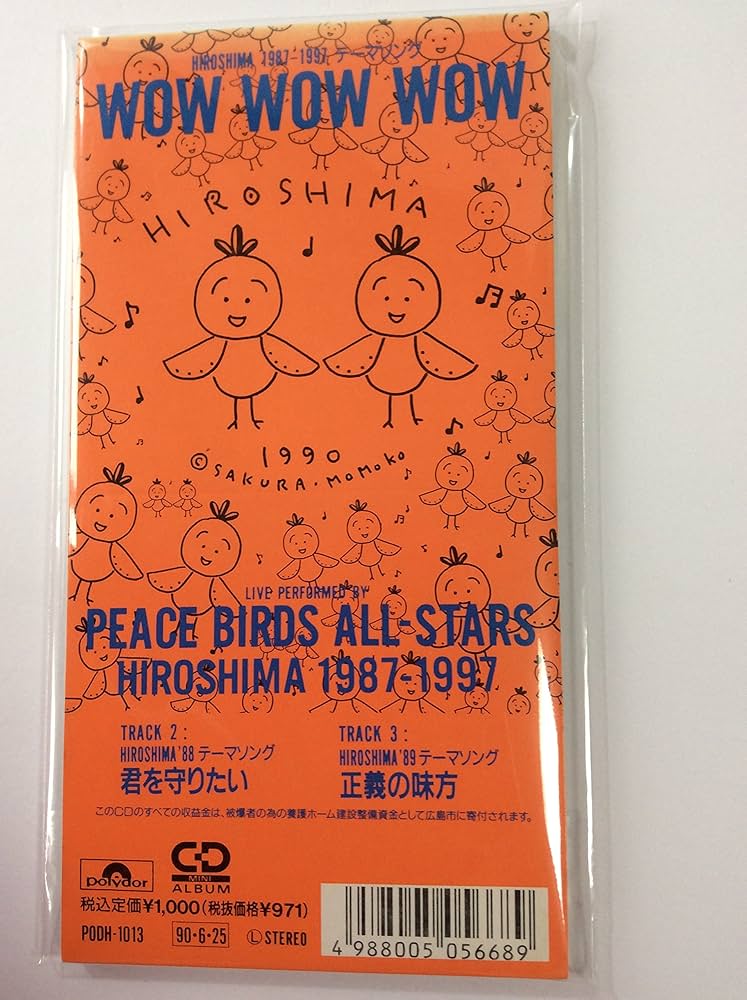 HIROSHIMA 1987-1997 テーマソング
WOW WOW WOW
HIROSHIMA
1990
©SAKURA.MOMOKO
LIVE PERFORMED BY
PEACE BIRDS ALL-STARS
HIROSHIMA 1987-1997
TRACK 2:
HIROSHIMA'88 テーマソング
君を守りたい
TRACK 3:
HIROSHIMA'89 テーマソング
正義の味方
このCDのすべての収益金は、被爆者の為の養護ホーム建設整備資金として広島市に寄付されます。
polydor
CD
MINI
ALBUM
税込定価¥1,000(税抜価格¥971)
PODH-1013
90・6・25
Ⓛ STEREO
4 988005 056689